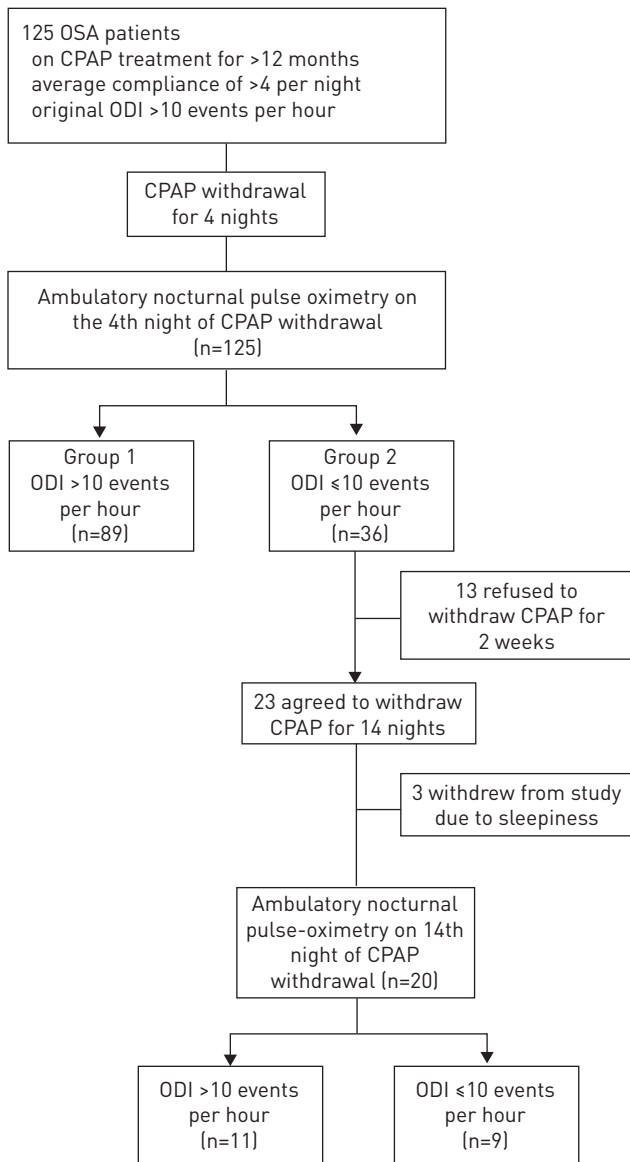 125 OSA patients
on CPAP treatment for >12 months
average compliance of >4 per night
original ODI >10 events per hour
CPAP withdrawal
for 4 nights
Ambulatory nocturnal pulse oximetry on
the 4th night of CPAP withdrawal
(n=125)
Group 1
ODI >10 events
per hour
(n=89)
Group 2
ODI ≤10 events
per hour
(n=36)
13 refused to
withdraw CPAP for
2 weeks
23 agreed to withdraw
CPAP for 14 nights
3 withdrew from study
due to sleepiness
Ambulatory nocturnal
pulse-oximetry on 14th
night of CPAP
withdrawal (n=20)
ODI >10 events
per hour
(n=11)
ODI ≤10 events
per hour
(n=9)